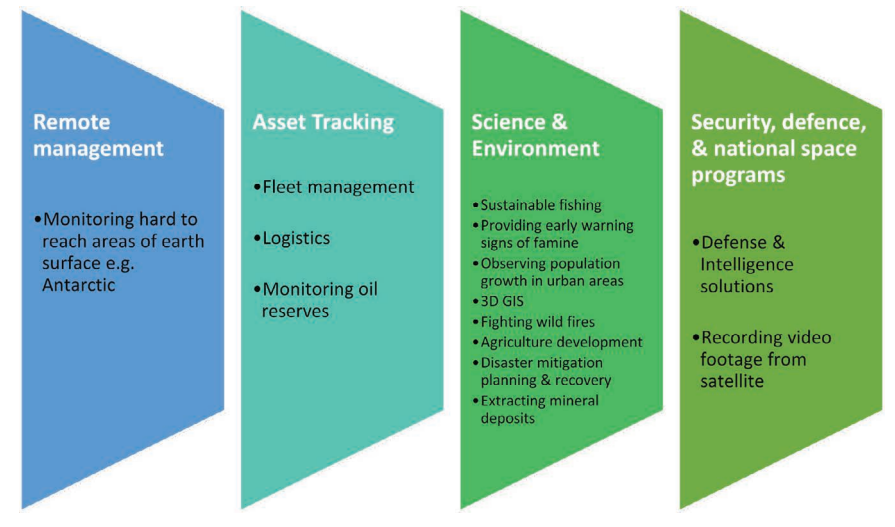 Remote
management
•Monitoring hard to
reach areas of earth
surface e.g.
Antarctic
Asset Tracking
•Fleet management
•Logistics
•Monitoring oil
reserves
Science &
Environment
•Sustainable fishing
•Providing early warning
signs of famine
•Observing population
growth in urban areas
•3D GIS
•Fighting wild fires
•Agriculture development
•Disaster mitigation
planning & recovery
•Extracting mineral
deposits
Security, defence,
& national space
programs
•Defense &
Intelligence
solutions
•Recording video
footage from
satellite